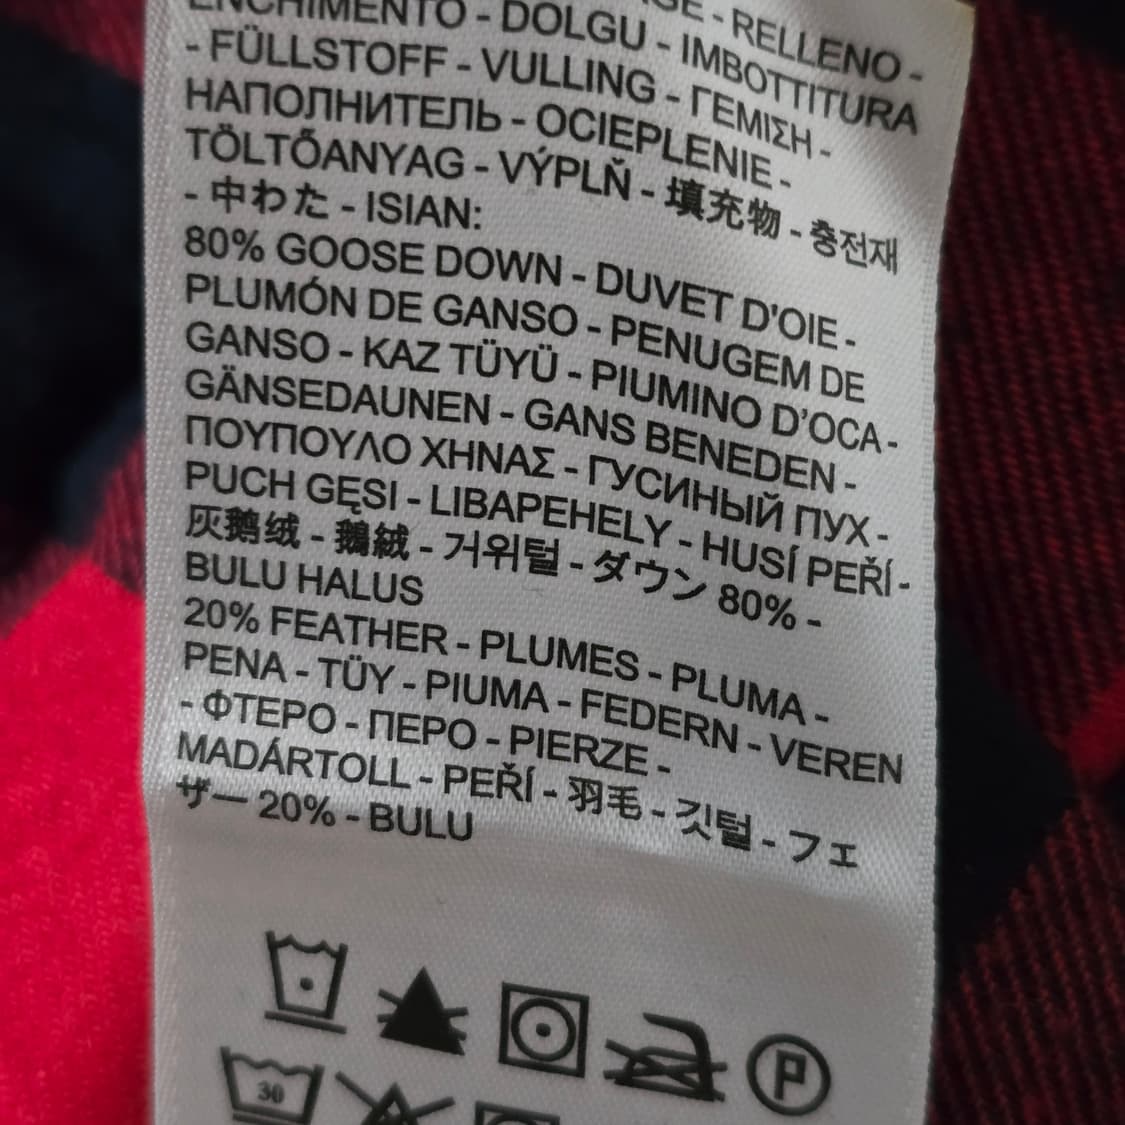 - RELLENO -
ENCHIMENTO - DOLGU - IMBOTTITURA
- FÜLLSTOFF - VULLING - ΓΕΜΙΣΗ -
НАПОЛНИТЕЛЬ - OCIEPLENIE -
TÖLTŐANYAG - VÝPLŇ - 填充物 - 충전재
- 中わた - ISIAN:
80% GOOSE DOWN - DUVET D'OIE -
PLUMÓN DE GANSO - PENUGEM DE
GANSO - KAZ TÜYÜ - PIUMINO D'OCA -
GÄNSEDAUNEN - GANS BENEDEN -
ΠΟΥΠΟΥΛΟ ΧΗΝΑΣ - ГУСИНЫЙ ПУХ -
PUCH GĘSI - LIBAPEHELY - HUSÍ PEŘÍ -
灰鹅绒 - 鵝絨 - 거위털 - ダウン 80% -
BULU HALUS
20% FEATHER - PLUMES - PLUMA -
PENA - TÜY - PIUMA - FEDERN - VEREN
- ΦΤΕΡΟ - ПЕРО - PIERZE -
MADÁRTOLL - PEŘÍ - 羽毛 - 깃털 - フェ
ザー 20% - BULU
P
30